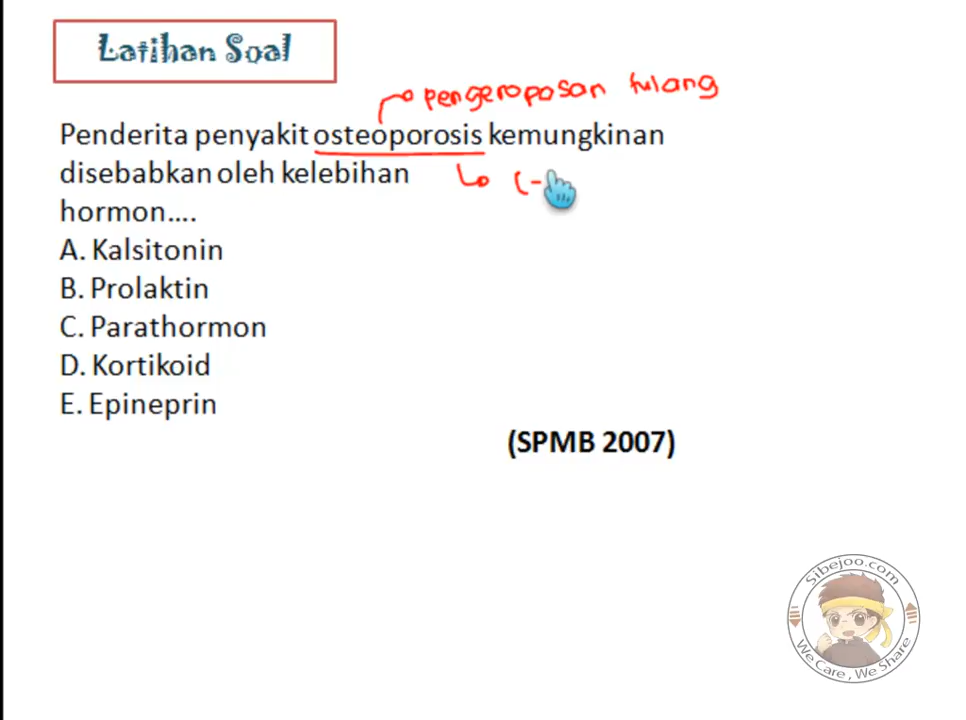 Latihan Soal
pengeroposan tulang
Penderita penyakit osteoporosis kemungkinan
disebabkan oleh kelebihan
(-
hormon....
A. Kalsitonin
B. Prolaktin
C. Parathormon
D. Kortikoid
E. Epineprin
(SPMB 2007)
Sibejoo.com
We Care, We Share